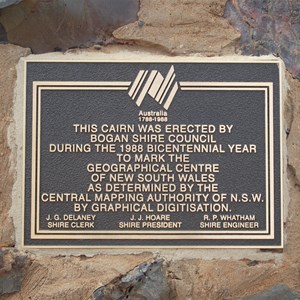 Australia
1788-1988
THIS CAIRN WAS ERECTED BY
BOGAN SHIRE COUNCIL
DURING THE 1988 BICENTENNIAL YEAR
TO MARK THE
GEOGRAPHICAL CENTRE
OF NEW SOUTH WALES
AS DETERMINED BY THE
CENTRAL MAPPING AUTHORITY OF N.S.W.
BY GRAPHICAL DIGITISATION.
J. G. DELANEY J. J. HOARE R. P. WHATHAM
SHIRE CLERK SHIRE PRESIDENT SHIRE ENGINEER